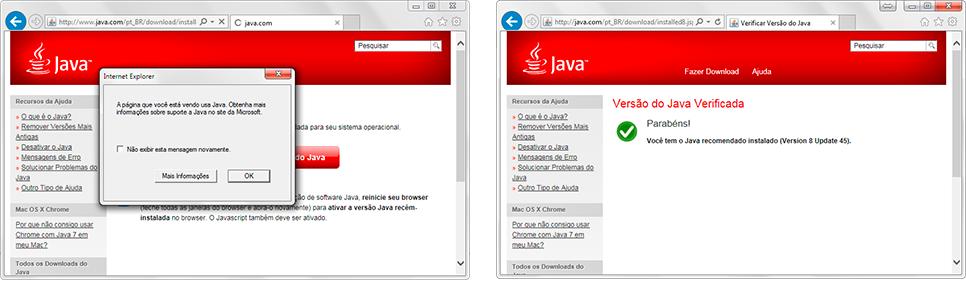 http://www.java.com/pt_BR/download/install
java.com
Pesquisar
Java™
Internet Explorer
A página que você está vendo usa Java. Obtenha mais
informações sobre suporte a Java no site da Microsoft.
Não exibir esta mensagem novamente.
Mais Informações
OK
Recursos da Ajuda
» O que é o Java?
» Remover Versões Mais
Antigas
» Desativar o Java
» Mensagens de Erro
» Solucionar Problemas do
Java
» Outro Tipo de Ajuda
para seu sistema operacional.
do Java
de software Java, reinicie seu browser
(feche todas as janelas do browser e abra-o novamente) para ativar a versão Java recém-
instalada no browser. O Javascript também deve ser ativado.
Mac OS X Chrome
Por que não consigo usar
Chrome com Java 7 em
meu Mac?
Todos os Downloads do
Java
http://java.com/pt_BR/download/installed8.jsp
Verificar Versão do Java
Pesquisar
Java™
Fazer Download
Ajuda
Recursos da Ajuda
» O que é o Java?
» Remover Versões Mais
Antigas
» Desativar o Java
» Mensagens de Erro
» Solucionar Problemas do
Java
» Outro Tipo de Ajuda
Versão do Java Verificada
Parabéns!
Você tem o Java recomendado instalado (Version 8 Update 45).
Mac OS X Chrome
Por que não consigo usar
Chrome com Java 7 em
meu Mac?
Todos os Downloads do
Java